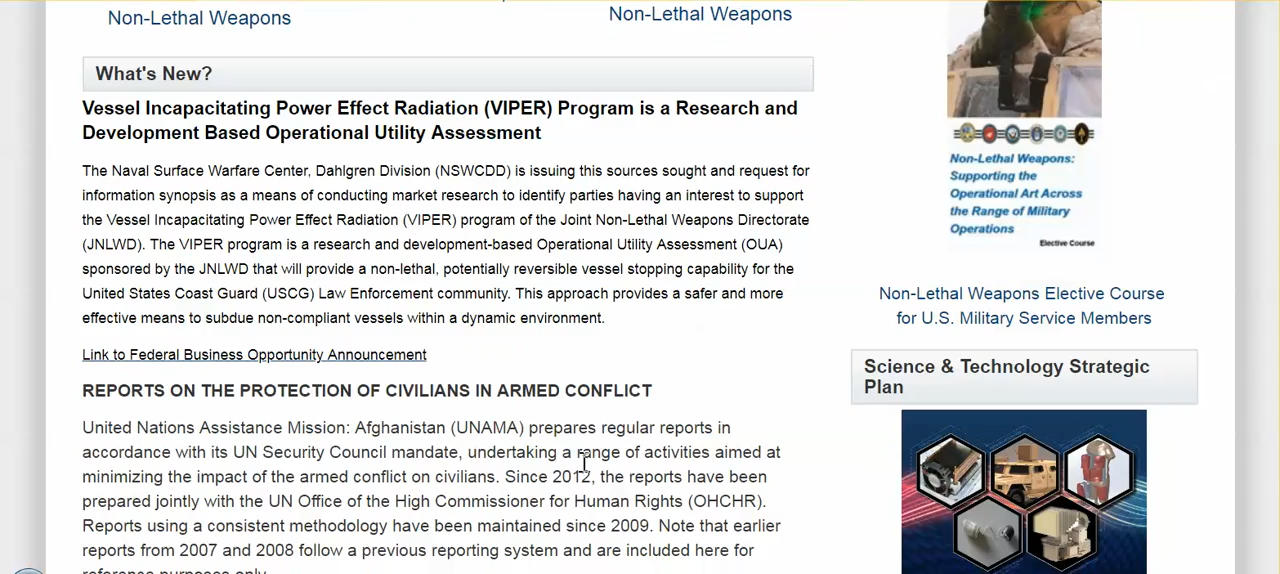 Non-Lethal Weapons
Non-Lethal Weapons
What's New?
Vessel Incapacitating Power Effect Radiation (VIPER) Program is a Research and
Development Based Operational Utility Assessment
The Naval Surface Warfare Center, Dahlgren Division (NSWCDD) is issuing this sources sought and request for
information synopsis as a means of conducting market research to identify parties having an interest to support
the Vessel Incapacitating Power Effect Radiation (VIPER) program of the Joint Non-Lethal Weapons Directorate
(JNLWD). The VIPER program is a research and development-based Operational Utility Assessment (OUA)
sponsored by the JNLWD that will provide a non-lethal, potentially reversible vessel stopping capability for the
United States Coast Guard (USCG) Law Enforcement community. This approach provides a safer and more
effective means to subdue non-compliant vessels within a dynamic environment.
Link to Federal Business Opportunity Announcement
REPORTS ON THE PROTECTION OF CIVILIANS IN ARMED CONFLICT
United Nations Assistance Mission: Afghanistan (UNAMA) prepares regular reports in
accordance with its UN Security Council mandate, undertaking a range of activities aimed at
minimizing the impact of the armed conflict on civilians. Since 2012, the reports have been
prepared jointly with the UN Office of the High Commissioner for Human Rights (OHCHR).
Reports using a consistent methodology have been maintained since 2009. Note that earlier
reports from 2007 and 2008 follow a previous reporting system and are included here for
reference purposes only.
Non-Lethal Weapons:
Supporting the
Operational Art Across
the Range of Military
Operations
Elective Course
Non-Lethal Weapons Elective Course
for U.S. Military Service Members
Science & Technology Strategic
Plan